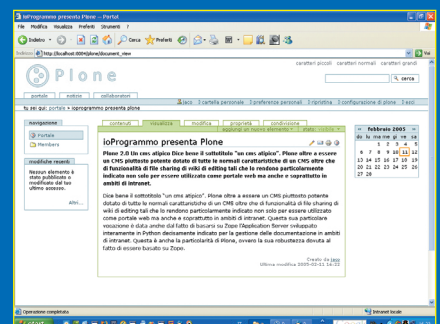 ioProgrammo presenta Plone - Portal
File Modifica Visualizza Preferiti Strumenti ?
Indietro Cerca Preferiti
Indirizzo http://localhost:8080/plone/document_view Vai
caratteri piccoli caratteri normali caratteri grandi
Plone
cerca
portale notizie collaboratori
jaco cartella personale preferenze personali ripristina configurazione di plone esci
tu sei qui: portale » ioprogrammo presenta plone
navigazione
Portale
Members
modifiche recenti
Nessun elemento è
stato pubblicato o
modificato dal tuo
ultimo accesso.
Altri...
contenuti visualizza modifica proprietà condivisione
aggiungi un nuovo elemento stato: visibile
ioProgrammo presenta Plone
Plone 2.0 Un cms atipico Dice bene il sottotitolo "un cms atipico". Plone oltre a essere
un CMS piuttosto potente dotato di tutte le normali caratteristiche di un CMS oltre che
di funzionalità di file sharing di wiki di editing tali che lo rendono particolarmente
indicato non solo per essere utilizzato come portale web ma anche e soprattutto in
ambiti di intranet.
Dice bene il sottotitolo "un cms atipico". Plone oltre a essere un CMS piuttosto potente
dotato di tutte le normali caratteristiche di un CMS oltre che di funzionalità di file sharing di
wiki di editing tali che lo rendono particolarmente indicato non solo per essere utilizzato
come portale web ma anche e soprattutto in ambiti di intranet. Questa sua particolare
vocazione è data anche dal fatto di basarsi su Zope l'Application Server sviluppato
interamente in Python decisamente indicato per la gestione delle documentazione in ambiti
di intranet. Questa è anche la particolarità di Plone, ovvero la sua robustezza dovuta al
fatto di essere basato su Zope.
Creato da jaco
Ultima modifica 2005-02-11 16:22
« febbraio 2005 »
do lu ma me gi ve sa
1 2 3 4 5
6 7 8 9 10 11 12
13 14 15 16 17 18 19
20 21 22 23 24 25 26
27 28
Operazione completata Intranet locale
start